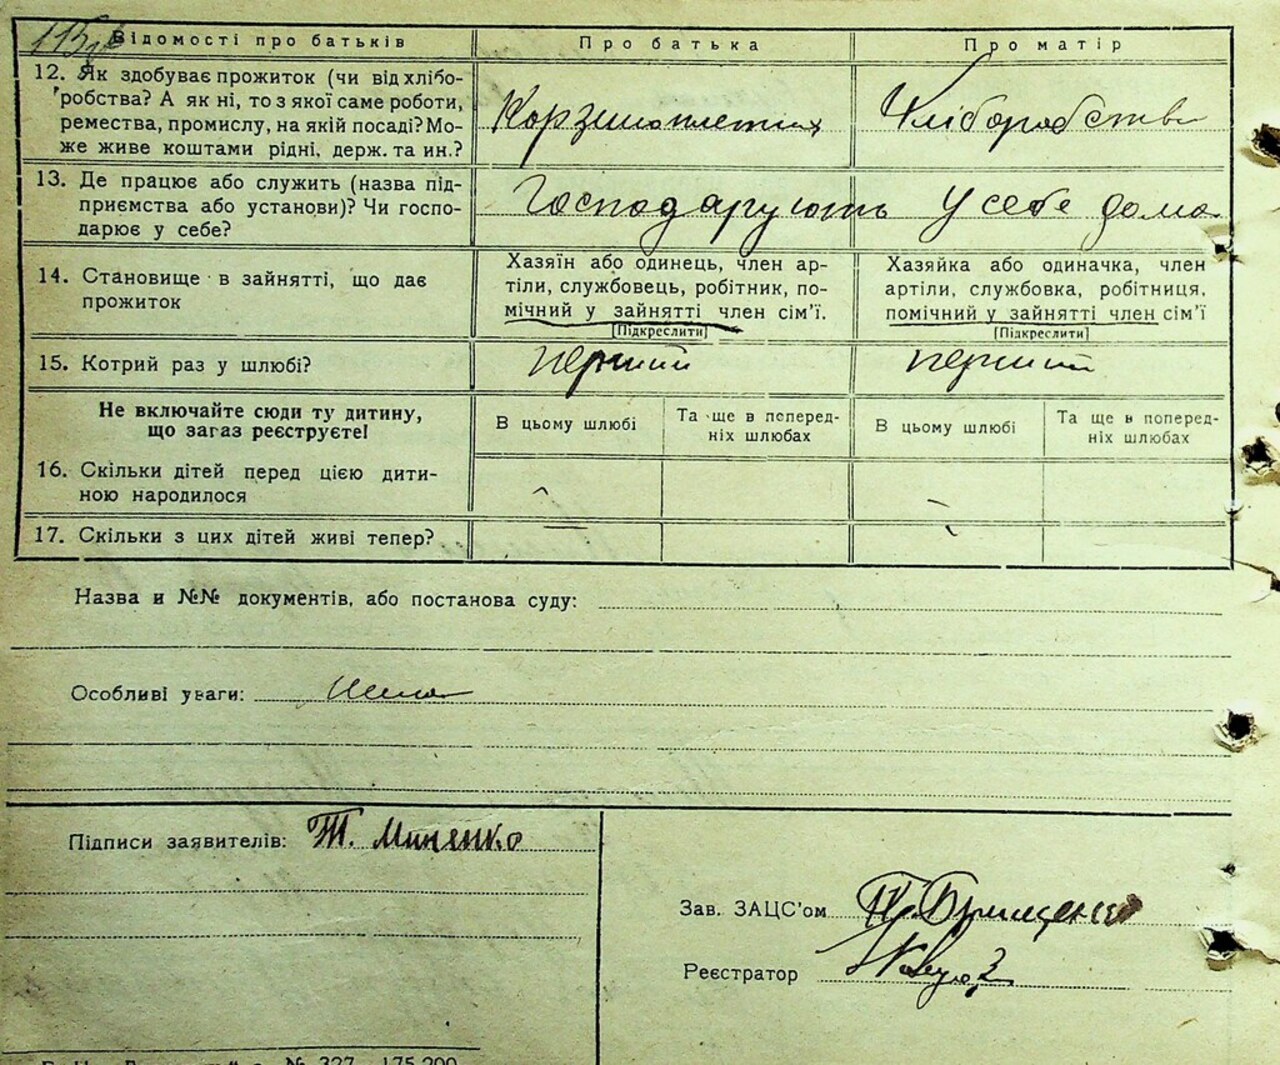 Відомості про батьків Про батька Про матір
12. Як здобуває прожиток (чи від хлібо-
робства? А як ні, то з якої саме роботи,
ремества, промислу, на якій посаді? Мо-
же живе коштами рідні, держ. та ин.?
Хліборобство
13. Де працює або служить (назва під-
приємства або установи)? Чи госпо-
дарює у себе?
Господарують у себе дома
14. Становище в зайнятті, що дає
прожиток
Хазяїн або одинець, член ар-
тіли, службовець, робітник, по-
мічний у зайнятті член сім'ї.
[Підкреслити]
Хазяйка або одиначка, член
артіли, службовка, робітниця,
помічний у зайнятті член сім'ї
[Підкреслити]
15. Котрий раз у шлюбі? перший перший
Не включайте сюди ту дитину,
що загаз реєструєте!
В цьому шлюбі
Та ще в поперед-
ніх шлюбах
В цьому шлюбі
Та ще в поперед-
ніх шлюбах
16. Скільки дітей перед цією дити-
ною народилося
17. Скільки з цих дітей живі тепер?
Назва и №№ документів, або постанова суду:
Особливі уваги: Нема
Підписи заявителів: Т. Миненко
Зав. ЗАЦС'ом
Реєстратор
№ 327 175.200